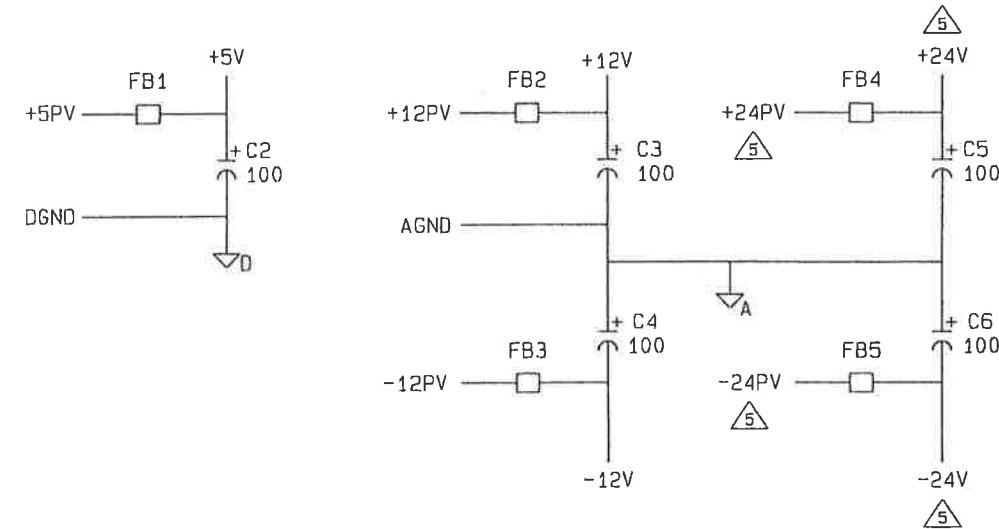 5
+5V
+12V
+24V
FB1
FB2
FB4
+5PV
+12PV
+24PV
5
+ C2
100
+ C3
100
+ C5
100
DGND
AGND
D
A
+ C4
100
+ C6
100
FB3
FB5
-12PV
-24PV
5
-12V
-24V
5